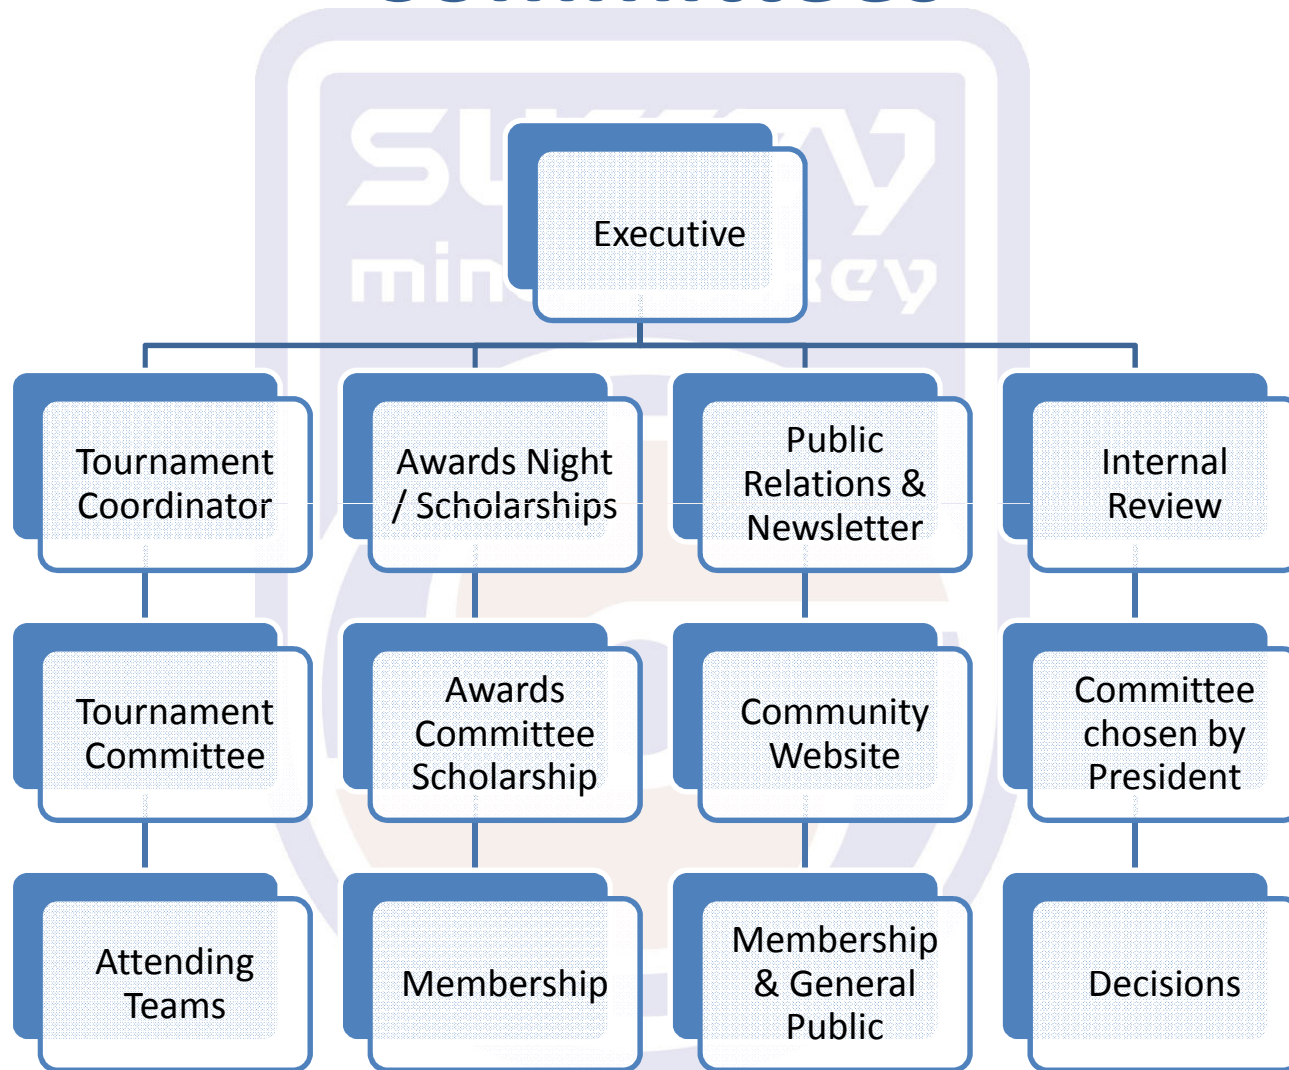 Executive
Tournament
Coordinator
Awards Night
/ Scholarships
Public
Relations &
Newsletter
Internal
Review
Tournament
Committee
Awards
Committee
Scholarship
Community
Website
Committee
chosen by
President
Attending
Teams
Membership
Membership
& General
Public
Decisions